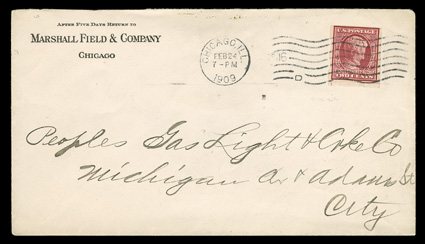 AFTER FIVE DAYS RETURN TO
MARSHALL FIELD & COMPANY
CHICAGO
CHICAGO, ILL.
FEB 24
7-PM
1909
D
U.S. POSTAGE
TWO CENTS
Peoples Gas Light & Coke Co
Michigan Av & Adams St
City